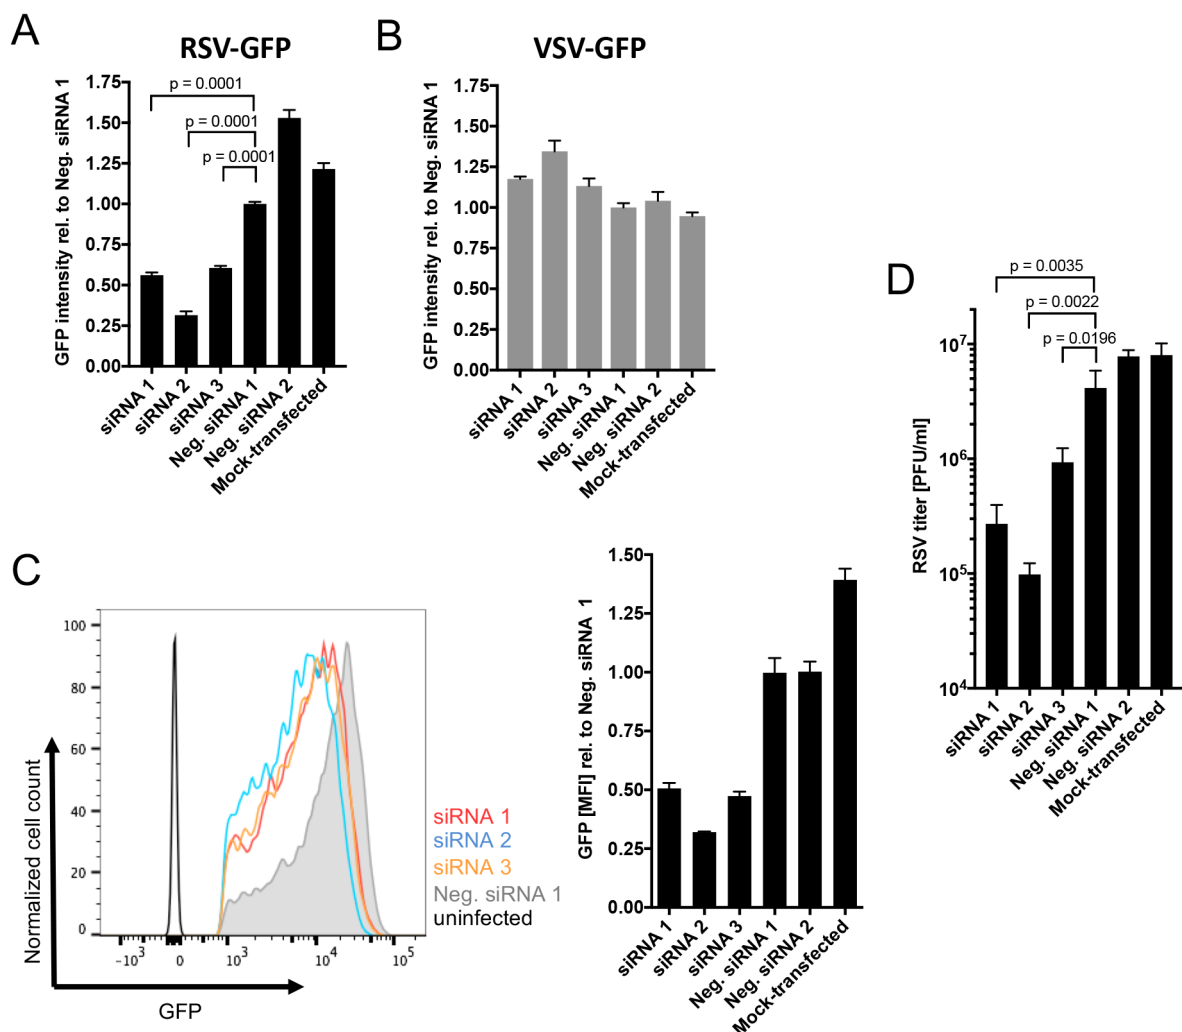 A
RSV-GFP
GFP intensity rel. to Neg. siRNA 1
1.75
1.50
1.25
1.00
0.75
0.50
0.25
0.00
p = 0.0001
p = 0.0001
p = 0.0001
siRNA 1
siRNA 2
siRNA 3
Neg. siRNA 1
Neg. siRNA 2
Mock-transfected
B
VSV-GFP
GFP intensity rel. to Neg. siRNA 1
1.75
1.50
1.25
1.00
0.75
0.50
0.25
0.00
siRNA 1
siRNA 2
siRNA 3
Neg. siRNA 1
Neg. siRNA 2
Mock-transfected
C
Normalized cell count
100
80
60
40
20
0
-10³
0
10³
10⁴
10⁵
GFP
siRNA 1
siRNA 2
siRNA 3
Neg. siRNA 1
uninfected
GFP [MFI] rel. to Neg. siRNA 1
1.50
1.25
1.00
0.75
0.50
0.25
0.00
siRNA 1
siRNA 2
siRNA 3
Neg. siRNA 1
Neg. siRNA 2
Mock-transfected
D
RSV titer [PFU/ml]
10⁷
10⁶
10⁵
10⁴
p = 0.0035
p = 0.0022
p = 0.0196
siRNA 1
siRNA 2
siRNA 3
Neg. siRNA 1
Neg. siRNA 2
Mock-transfected